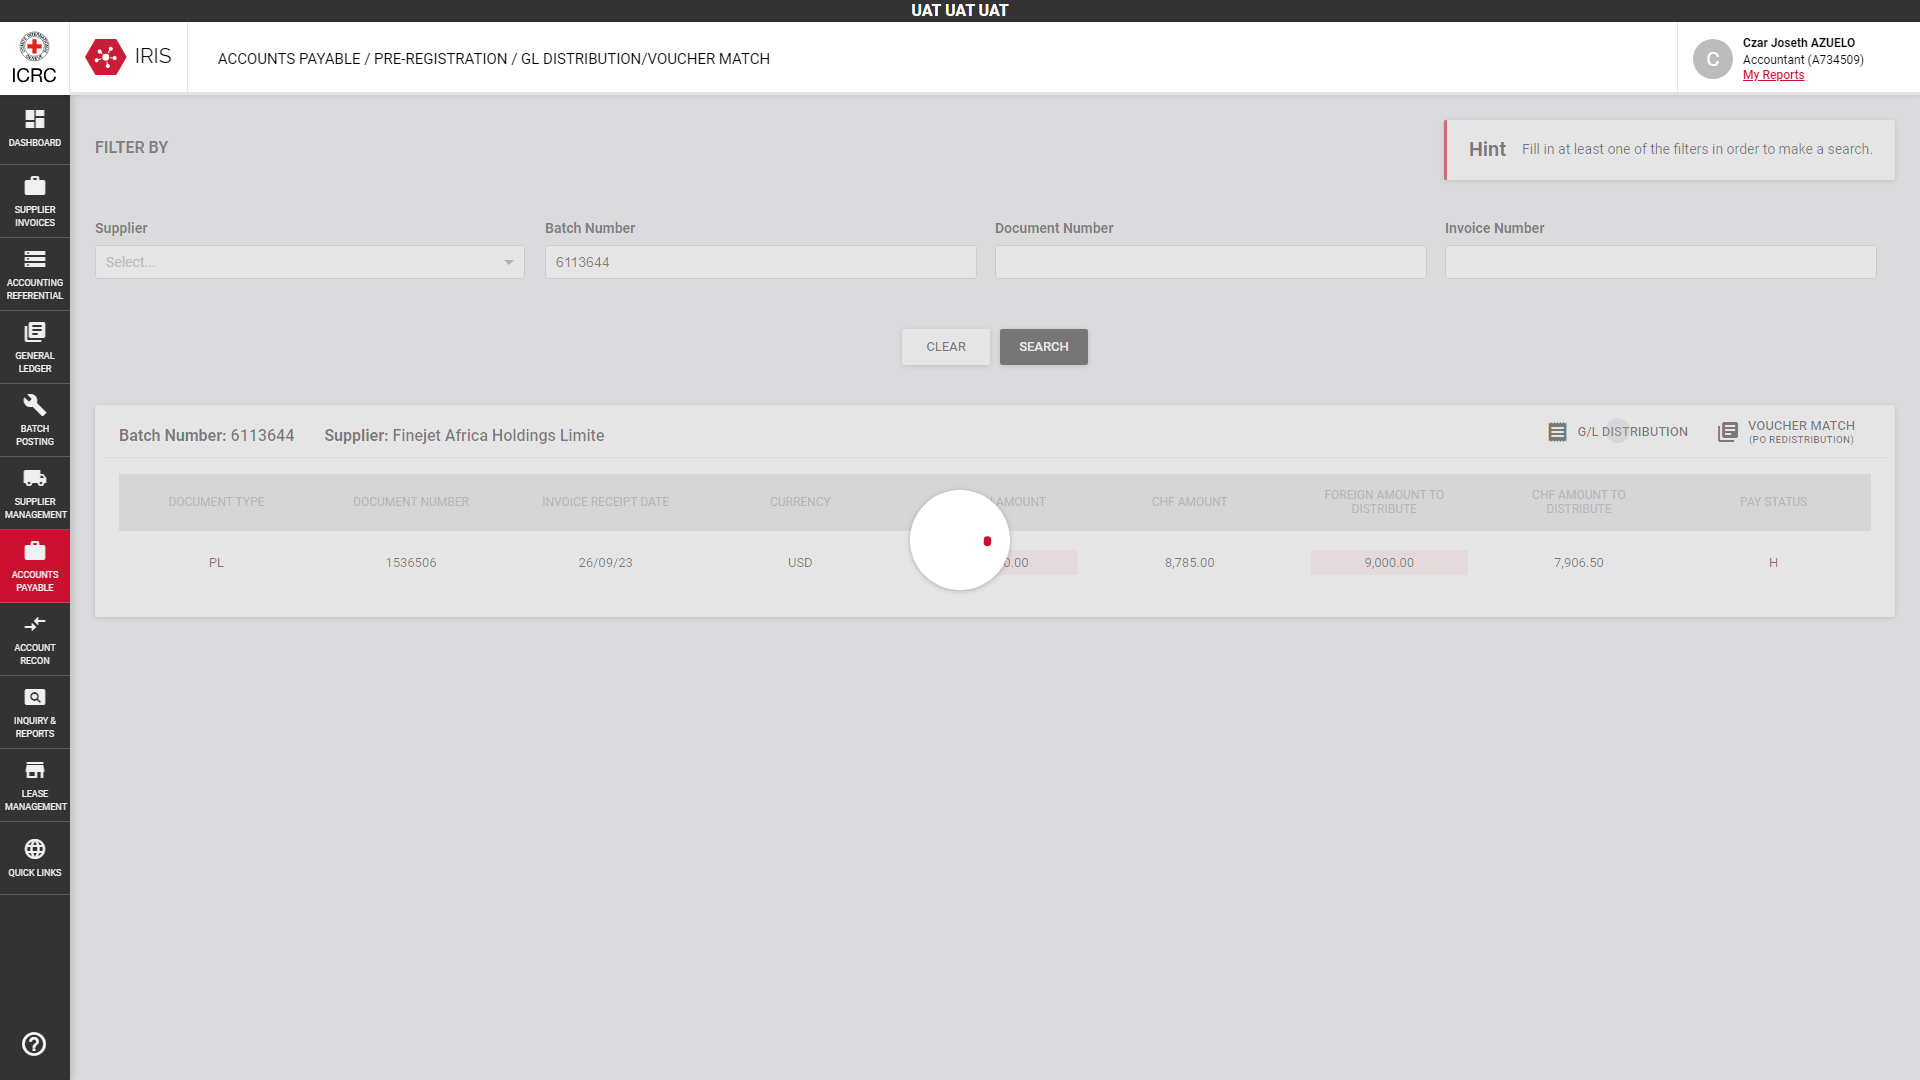 UAT UAT UAT
ICRC
IRIS
ACCOUNTS PAYABLE / PRE-REGISTRATION / GL DISTRIBUTION/VOUCHER MATCH
C
Czar Joseth AZUELO
Accountant (A734509)
My Reports
DASHBOARD
SUPPLIER
INVOICES
ACCOUNTING
REFERENTIAL
GENERAL
LEDGER
BATCH
POSTING
SUPPLIER
MANAGEMENT
ACCOUNTS
PAYABLE
ACCOUNT
RECON
INQUIRY &
REPORTS
LEASE
MANAGEMENT
QUICK LINKS
FILTER BY
Hint Fill in at least one of the filters in order to make a search.
Supplier Batch Number Document Number Invoice Number
Select... 6113644
CLEAR SEARCH
Batch Number: 6113644 Supplier: Finejet Africa Holdings Limite
G/L DISTRIBUTION
VOUCHER MATCH
(PO REDISTRIBUTION)
DOCUMENT TYPE DOCUMENT NUMBER INVOICE RECEIPT DATE CURRENCY AMOUNT CHF AMOUNT FOREIGN AMOUNT TO DISTRIBUTE CHF AMOUNT TO DISTRIBUTE PAY STATUS
PL 1536506 26/09/23 USD 8,785.00 9,000.00 7,906.50 H